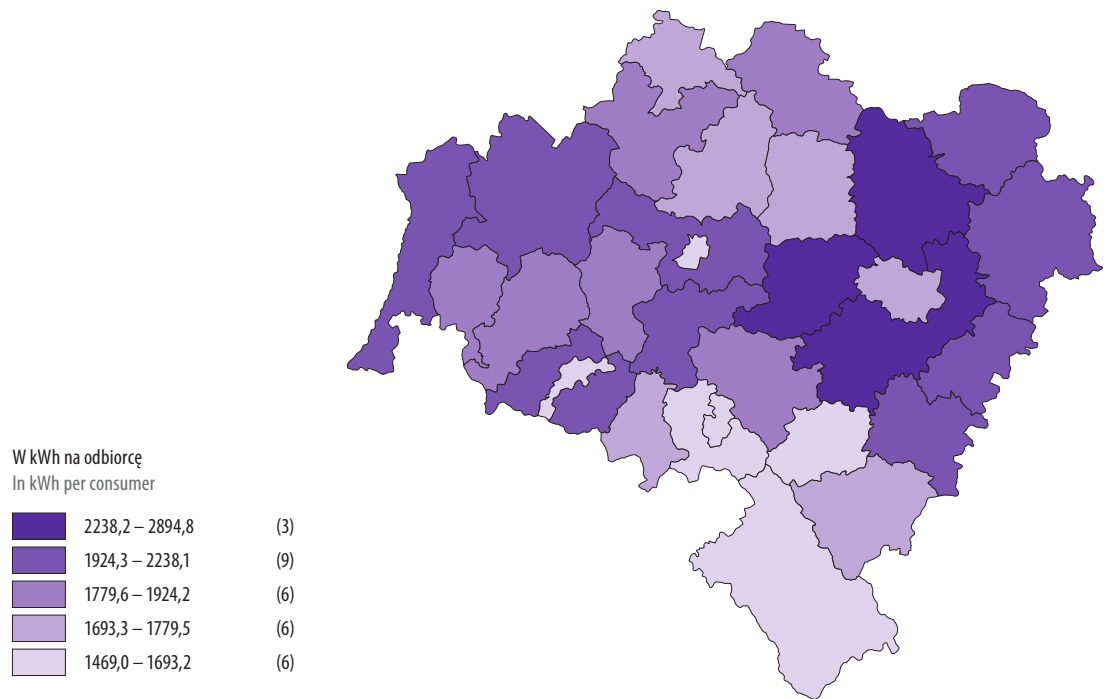 W kWh na odbiorcę
In kWh per consumer
2238,2 – 2894,8 (3)
1924,3 – 2238,1 (9)
1779,6 – 1924,2 (6)
1693,3 – 1779,5 (6)
1469,0 – 1693,2 (6)